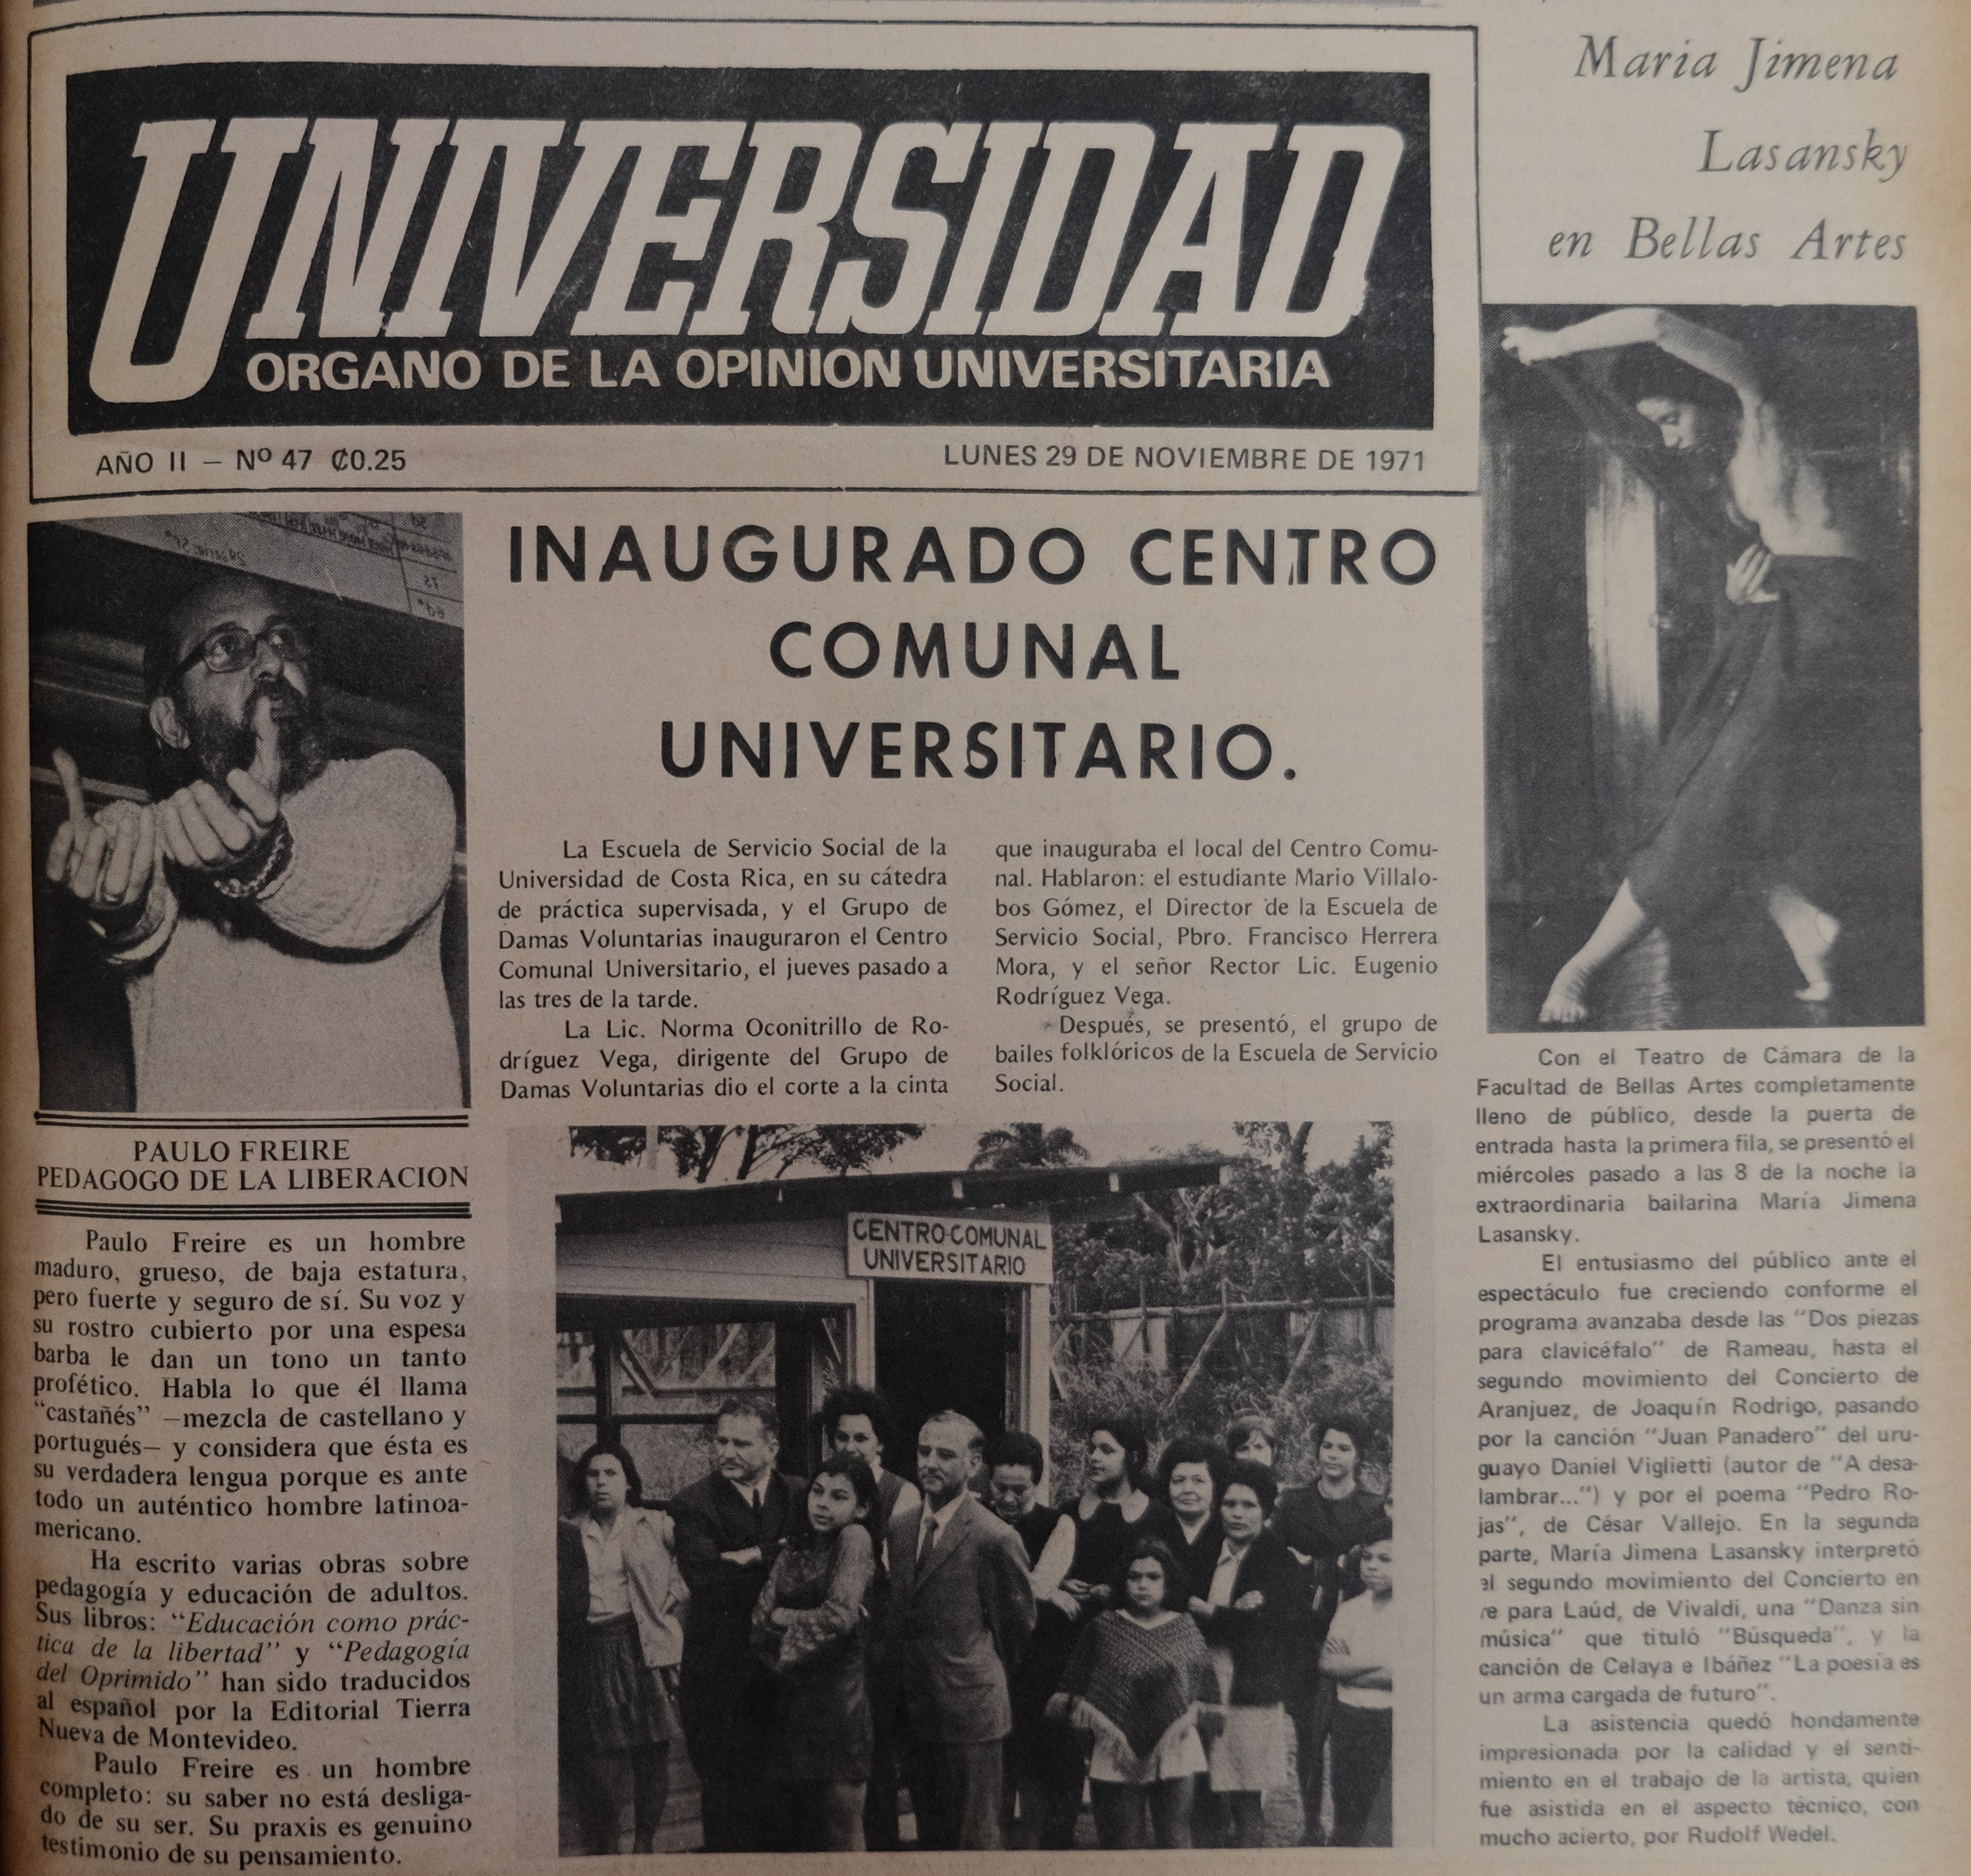 UNIVERSIDAD
ORGANO DE LA OPINION UNIVERSITARIA
AÑO II — Nº 47 ₡0.25
LUNES 29 DE NOVIEMBRE DE 1971
PAULO FREIRE
PEDAGOGO DE LA LIBERACION
Paulo Freire es un hombre
maduro, grueso, de baja estatura,
pero fuerte y seguro de sí. Su voz y
su rostro cubierto por una espesa
barba le dan un tono un tanto
profético. Habla lo que él llama
“castañés” —mezcla de castellano y
portugués— y considera que ésta es
su verdadera lengua porque es ante
todo un auténtico hombre latinoa-
mericano.
Ha escrito varias obras sobre
pedagogía y educación de adultos.
Sus libros: “Educación como prác-
tica de la libertad” y “Pedagogía
del Oprimido” han sido traducidos
al español por la Editorial Tierra
Nueva de Montevideo.
Paulo Freire es un hombre
completo: su saber no está desliga-
do de su ser. Su praxis es genuino
testimonio de su pensamiento.
INAUGURADO CENTRO
COMUNAL
UNIVERSITARIO.
La Escuela de Servicio Social de la
Universidad de Costa Rica, en su cátedra
de práctica supervisada, y el Grupo de
Damas Voluntarias inauguraron el Centro
Comunal Universitario, el jueves pasado a
las tres de la tarde.
La Lic. Norma Oconitrillo de Ro-
dríguez Vega, dirigente del Grupo de
Damas Voluntarias dio el corte a la cinta
que inauguraba el local del Centro Comu-
nal. Hablaron: el estudiante Mario Villalo-
bos Gómez, el Director de la Escuela de
Servicio Social, Pbro. Francisco Herrera
Mora, y el señor Rector Lic. Eugenio
Rodríguez Vega.
Después, se presentó, el grupo de
bailes folklóricos de la Escuela de Servicio
Social.
CENTRO-COMUNAL
UNIVERSITARIO
Maria Jimena
Lasansky
en Bellas Artes
Con el Teatro de Cámara de la
Facultad de Bellas Artes completamente
lleno de público, desde la puerta de
entrada hasta la primera fila, se presentó el
miércoles pasado a las 8 de la noche la
extraordinaria bailarina María Jimena
Lasansky.
El entusiasmo del público ante el
espectáculo fue creciendo conforme el
programa avanzaba desde las “Dos piezas
para clavicéfalo” de Rameau, hasta el
segundo movimiento del Concierto de
Aranjuez, de Joaquín Rodrigo, pasando
por la canción “Juan Panadero” del uru-
guayo Daniel Viglietti (autor de “A desa-
lambrar...“) y por el poema “Pedro Ro-
jas”, de César Vallejo. En la segunda
parte, María Jimena Lasansky interpretó
el segundo movimiento del Concierto en
re para Laúd, de Vivaldi, una “Danza sin
música” que tituló “Búsqueda”, y la
canción de Celaya e Ibáñez “La poesía es
un arma cargada de futuro”.
La asistencia quedó hondamente
impresionada por la calidad y el senti-
miento en el trabajo de la artista, quien
fue asistida en el aspecto técnico, con
mucho acierto, por Rudolf Wedel.